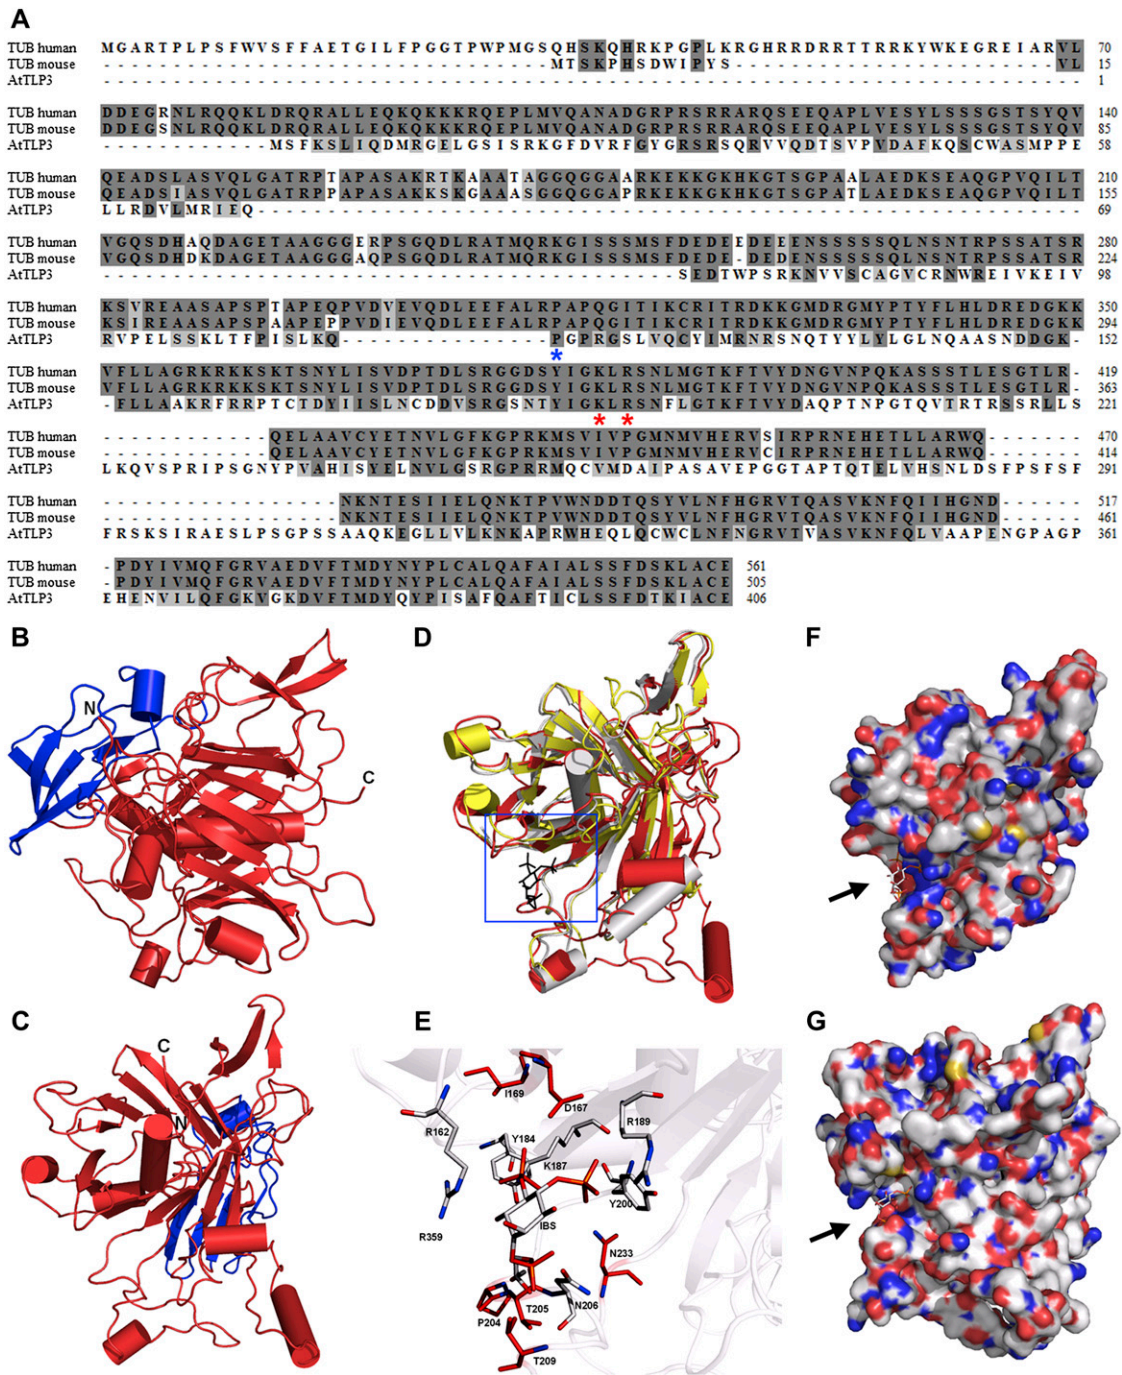 A
TUB human MGARTPLPSFWVSFFAETGILFPGGTPWPMGSQHSKQHRKPGPLKRGHRRDRRTTRRKYWKEGREIARVL 70
TUB mouse --------------------------------MTSKPHSDWIPYS-----------------------VL 15
AtTLP3 ---------------------------------------------------------------------- 1
TUB human DDEGRNLRQQKLDRQRALLEQKQKKKRQEPLMVQANADGRPRSRRARQSEEQAPLVESYLSSSGSTSYQV 140
TUB mouse DDEGSNLRQQKLDRQRALLEQKQKKKRQEPLMVQANADGRPRSRRARQSEEQAPLVESYLSSSGSTSYQV 85
AtTLP3 ------------MSFKSLIQDMRGELGSISRKGFDVRFGYGRSRSQRVVQDTSVPVDAFKQSCWASMPPE 58
TUB human QEADSLASVQLGATRPTAPASAKRTKAAATAGGQGGAARKEKKGKHKGTSGPAALAEDKSEAQGPVQILT 210
TUB mouse QEADSIASVQLGATRPPAPASAKKSKGAAASGGQGGAPRKEKKGKHKGTSGPATLAEDKSEAQGPVQILT 155
AtTLP3 LLRDVLMRIEQ----------------------------------------------------------- 69
TUB human VGQSDHAQDAGETAAGGGERPSGQDLRATMQRKGISSSMSFDEDEEDEEENSSSSSQLNSNTRPSSATSR 280
TUB mouse VGQSDHDKDAGETAAGGGAQPSGQDLRATMQRKGISSSMSFDEDE-DEDENSSSSSQLNSNTRPSSATSR 224
AtTLP3 -----------------------------------------SEDTWPSRKNVVSCAGVCRNWREIVKEIV 98
TUB human KSVREAASAPSPTAPEQPVDVEVQDLEEFALRPAPQGITIKCRITRDKKGMDRGMYPTYFLHLDREDGKK 350
TUB mouse KSIREAASAPSPAAPEPPVDIEVQDLEEFALRPAPQGITIKCRITRDKKGMDRGMYPTYFLHLDREDGKK 294
AtTLP3 RVPELSSKLTFPISLKQ---------------PGPRGSLVQCYIMRNRSNQTYYLYLGLNQAASNDDGK- 152
*
TUB human VFLLAGRKRKKSKTSNYLISVDPTDLSRGGDSYIGKLRSNLMGTKFTVYDNGVNPQKASSSTLESGTLR- 419
TUB mouse VFLLAGRKRKKSKTSNYLISVDPTDLSRGGDSYIGKLRSNLMGTKFTVYDNGVNPQKASSSTLESGTLR- 363
AtTLP3 -FLLAAKRFRRPTCTDYIISLNCDDVSRGSNTYIGKLRSNFLGTKFTVYDAQPTNPGTQVTRTRSSRLLS 221
* *
TUB human ------------QELAAVCYETNVLGFKGPRKMSVIVPGMNMVHERVSIRPRNEHETLLARWQ------- 470
TUB mouse ------------QELAAVCYETNVLGFKGPRKMSVIVPGMNMVHERVCIRPRNEHETLLARWQ------- 414
AtTLP3 LKQVSPRIPSGNYPVAHISYELNVLGSRGPRRMQCVMDAIPASAVEPGGTAPTQTELVHSNLDSFPSFSF 291
TUB human -----------------NKNTESIIELQNKTPVWNDDTQSYVLNFHGRVTQASVKNFQIIHGND------ 517
TUB mouse -----------------NKNTESIIELQNKTPVWNDDTQSYVLNFHGRVTQASVKNFQIIHGND------ 461
AtTLP3 FRSKSIRAESLPSGPSSAAQKEGLLVLKNKAPRWHEQLQCWCLNFNGRVTVASVKNFQLVAAPENGPAGP 361
TUB human -PDYIVMQFGRVAEDVFTMDYNYPLCALQAFAIALSSFDSKLACE 561
TUB mouse -PDYIVMQFGRVAEDVFTMDYNYPLCALQAFAIALSSFDSKLACE 505
AtTLP3 EHENVILQFGKVGKDVFTMDYQYPISAFQAFTICLSSFDTKIACE 406
B
N
C
D
F
C
C
N
E
I169
D167
R162
Y184
R189
K187
Y200
IBS
R359
N233
T205
N206
P204
T209
G